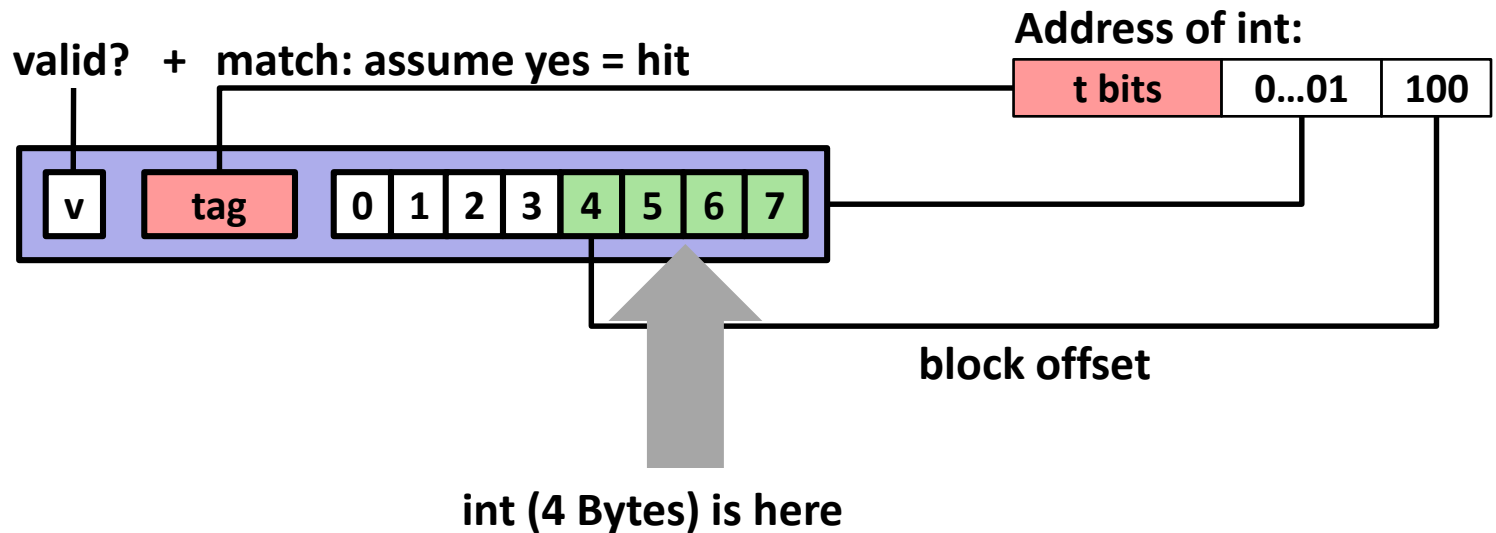 Address of int:
valid? + match: assume yes = hit
t bits 0...01 100
v tag 0 1 2 3 4 5 6 7
block offset
int (4 Bytes) is here